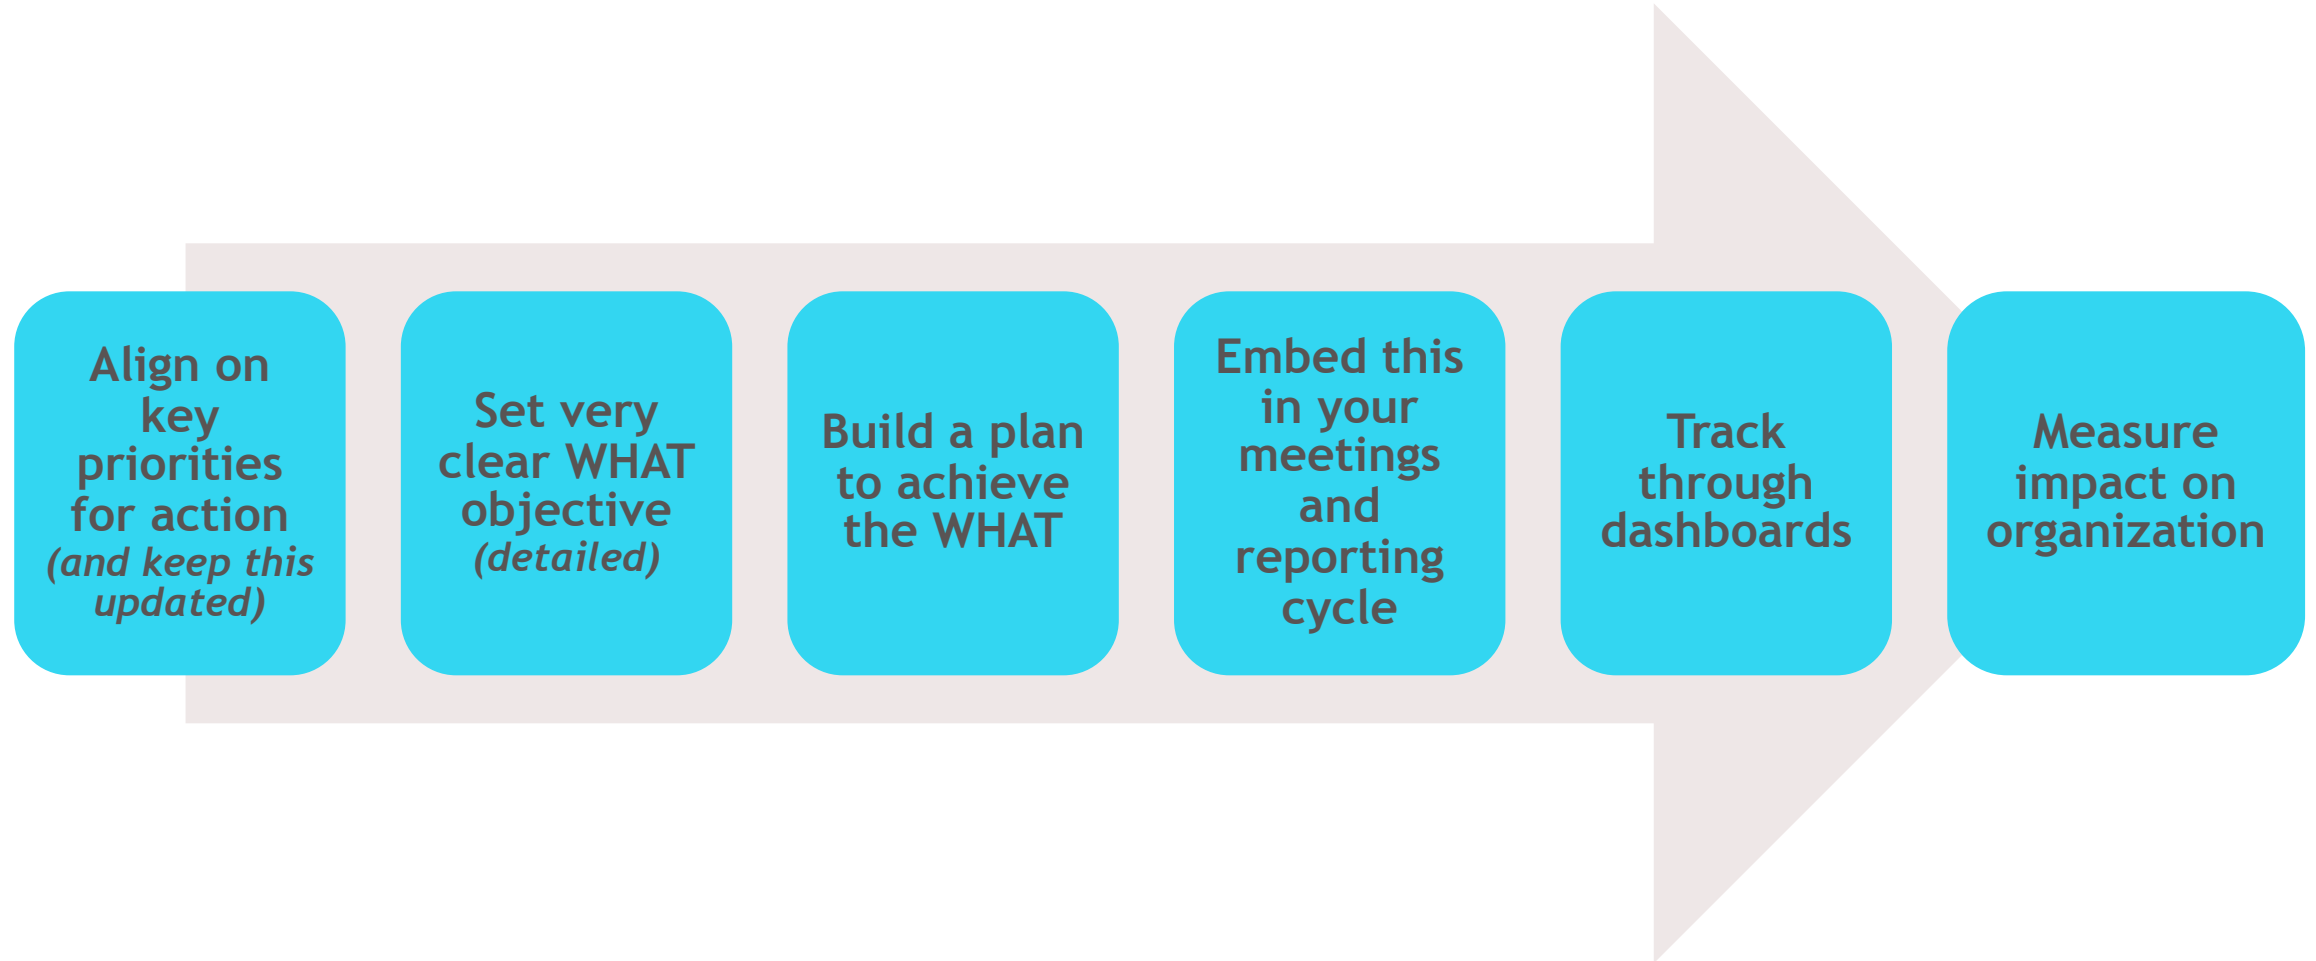 Align on
key
priorities
for action
(and keep this
updated)
Set very
clear WHAT
objective
(detailed)
Build a plan
to achieve
the WHAT
Embed this
in your
meetings
and
reporting
cycle
Track
through
dashboards
Measure
impact on
organization